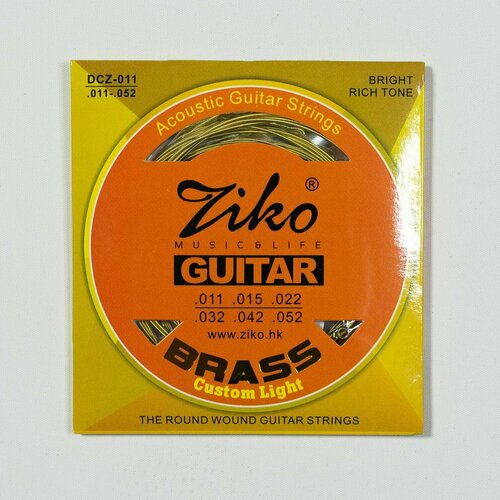 DCZ-011
.011-.052
BRIGHT
RICH TONE
Acoustic Guitar Strings
Ziko®
MUSIC & LIFE
GUITAR
.011 .015 .022
.032 .042 .052
www.ziko.hk
BRASS
Custom Light
THE ROUND WOUND GUITAR STRINGS